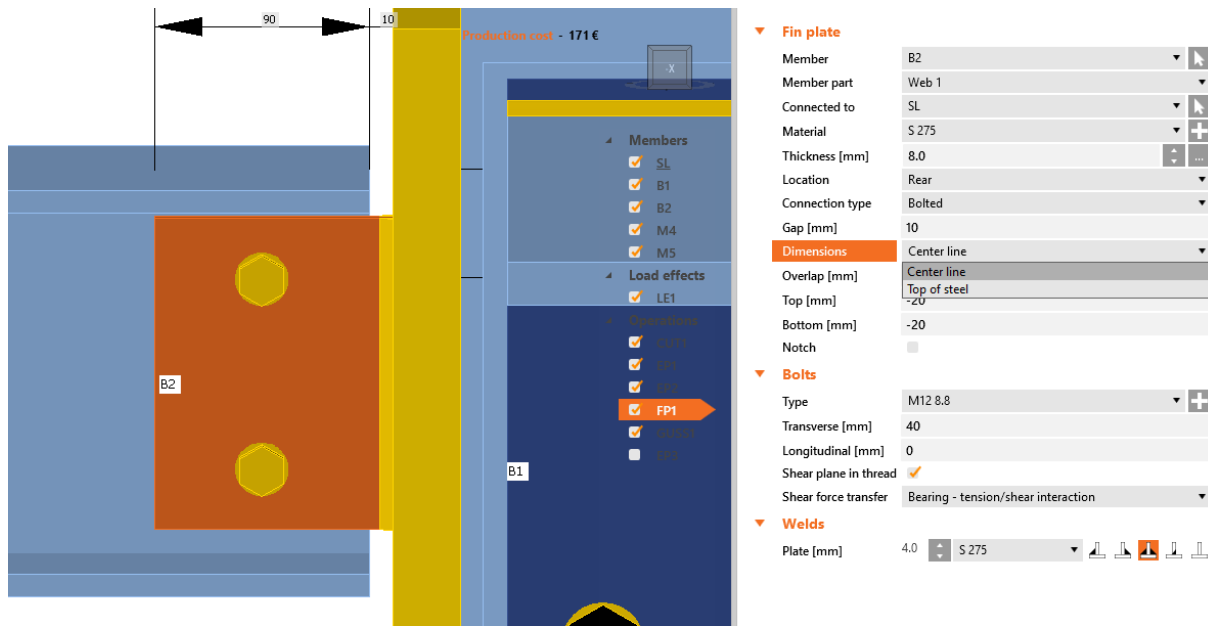 90
10
Production cost - 171 €
-X
Members
SL
B1
B2
M4
M5
Load effects
LE1
Operations
CUT1
EP1
EP2
FP1
GUSS1
B2
B1
Fin plate
Member B2
Member part Web 1
Connected to SL
Material S 275
Thickness [mm] 8.0 ...
Location Rear
Connection type Bolted
Gap [mm] 10
Dimensions Center line
Center line
Top of steel
Overlap [mm]
Top [mm] -20
Bottom [mm] -20
Notch
Bolts
Type M12 8.8
Transverse [mm] 40
Longitudinal [mm] 0
Shear plane in thread
Shear force transfer Bearing - tension/shear interaction
Welds
Plate [mm] 4.0 S 275